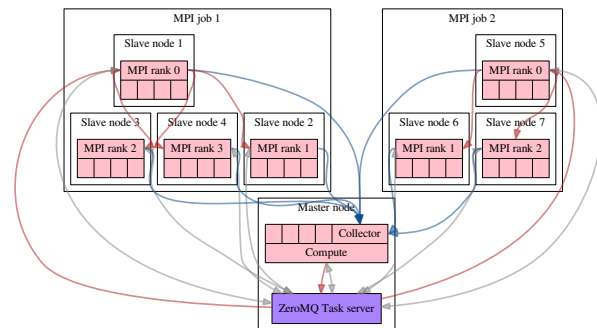 MPI job 1
MPI job 2
Slave node 1
MPI rank 0
Slave node 5
MPI rank 0
Slave node 3
MPI rank 2
Slave node 4
MPI rank 3
Slave node 2
MPI rank 1
Slave node 6
MPI rank 1
Slave node 7
MPI rank 2
Master node
Collector
Compute
ZeroMQ Task server